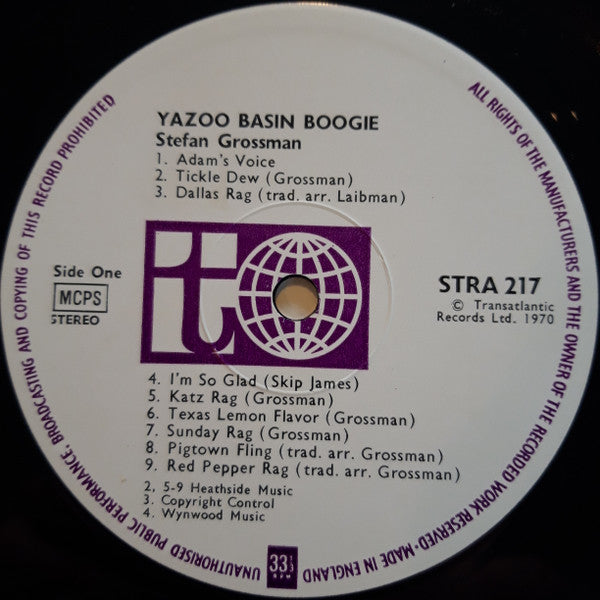 YAZOO BASIN BOOGIE
Stefan Grossman
1. Adam's Voice
2. Tickle Dew (Grossman)
3. Dallas Rag (trad. arr. Laibman)
Side One
MCPS
STEREO
to
STRA 217
© Transatlantic
Records Ltd. 1970
4. I'm So Glad (Skip James)
5. Katz Rag (Grossman)
6. Texas Lemon Flavor (Grossman)
7. Sunday Rag (Grossman)
8. Pigtown Fling (trad. arr. Grossman)
9. Red Pepper Rag (trad. arr. Grossman)
2, 5-9 Heathside Music
3. Copyright Control
4. Wynwood Music
33⅓
RPM
ALL RIGHTS OF THE MANUFACTURERS AND THE OWNER OF THE RECORDED WORK RESERVED-MADE IN ENGLAND
UNAUTHORISED PUBLIC PERFORMANCE, BROADCASTING AND COPYING OF THIS RECORD PROHIBITED